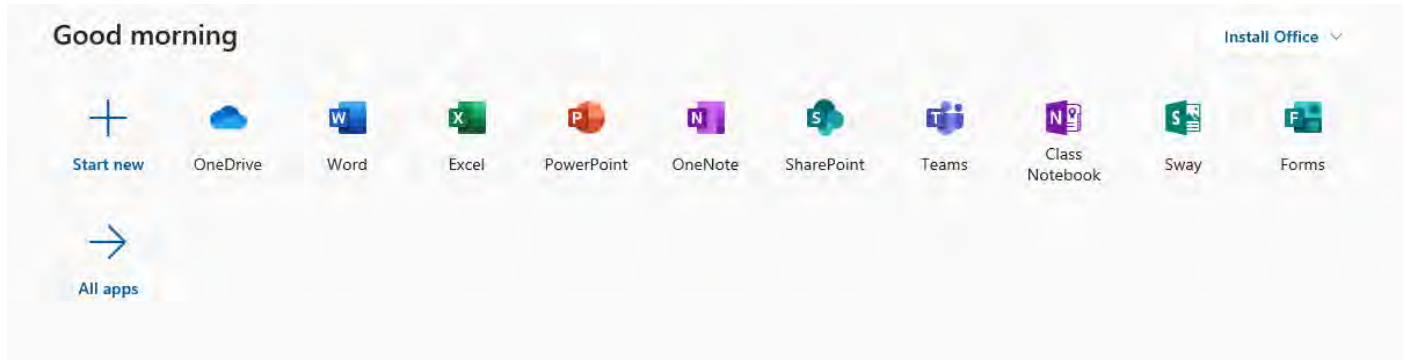 Good morning
Install Office
Start new
OneDrive
W
Word
X
Excel
P
PowerPoint
N
OneNote
S
SharePoint
T
Teams
N
Class
Notebook
S
Sway
F
Forms
All apps